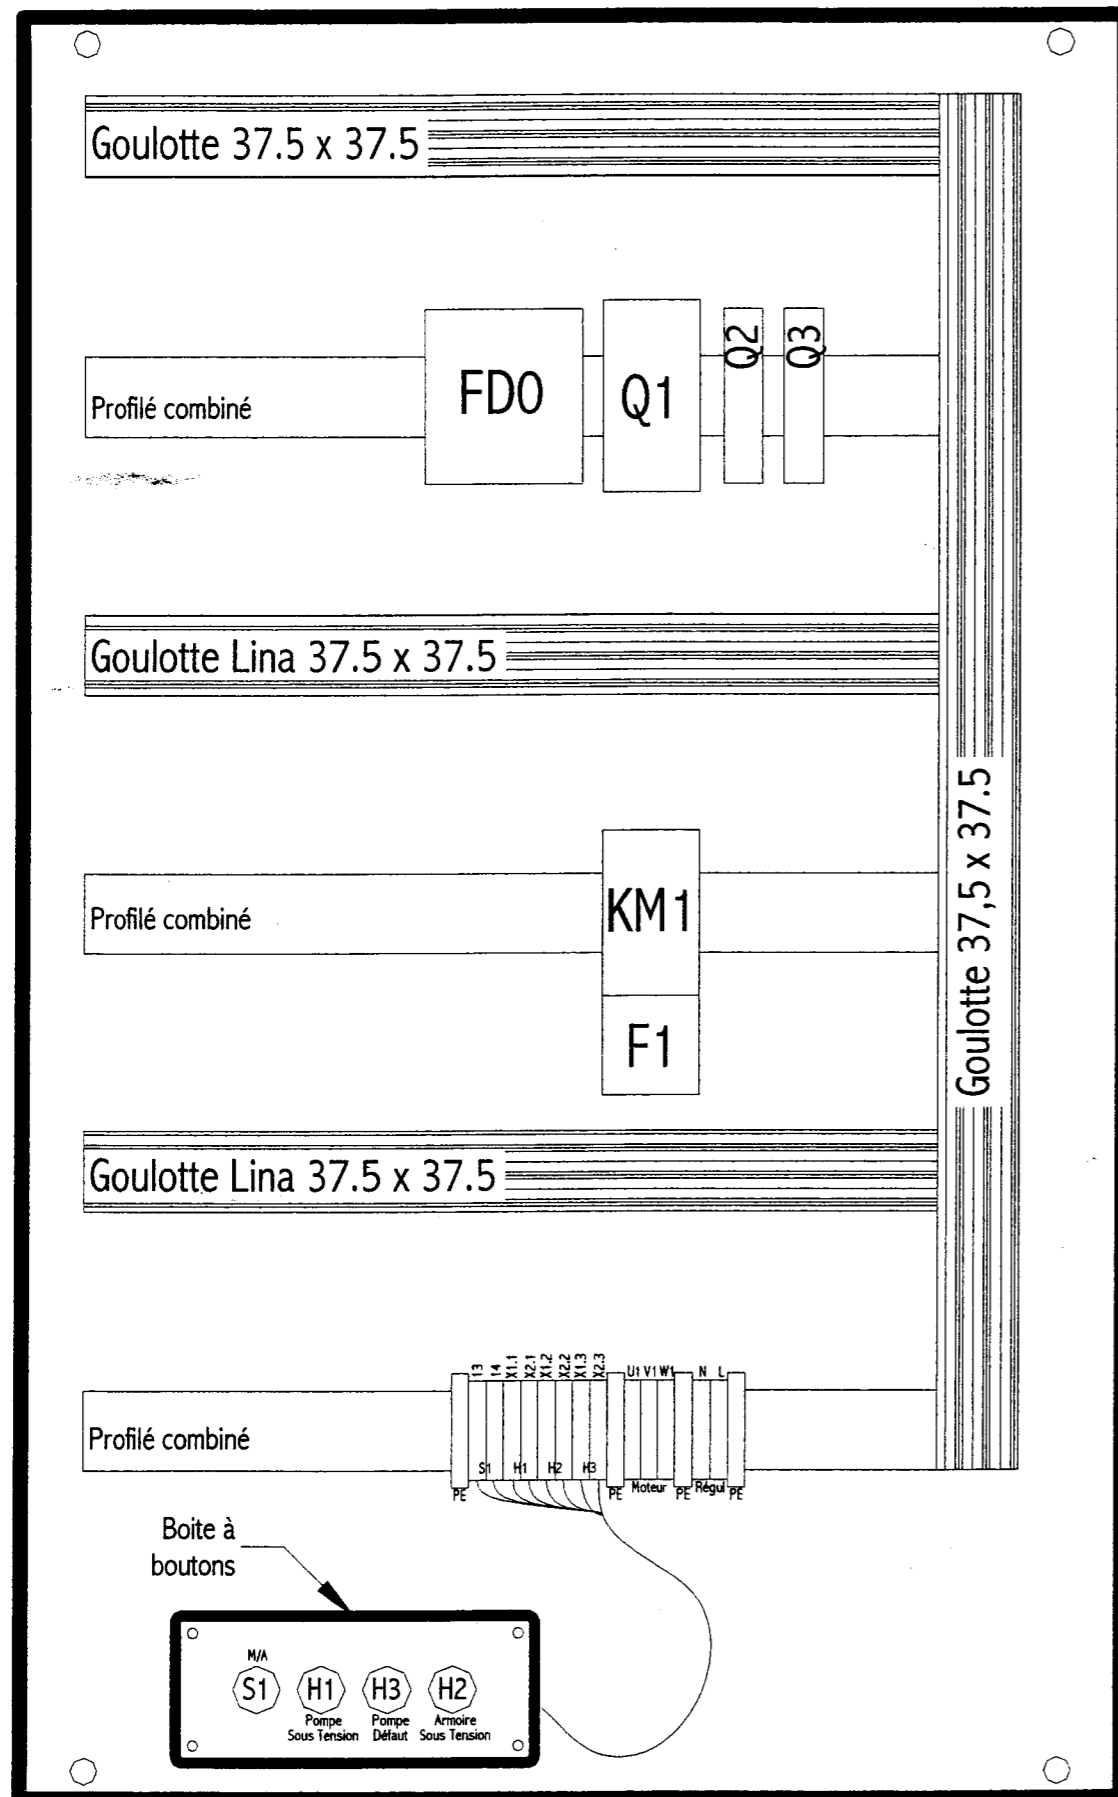 Goulotte 37.5 x 37.5
FD0
Q1
Q2
Q3
Profilé combiné
Goulotte Lina 37.5 x 37.5
Goulotte 37,5 x 37.5
KM1
Profilé combiné
F1
Goulotte Lina 37.5 x 37.5
13 14 X1.1 X2.1 X1.2 X2.2 X1.3 X2.3 U1 V1 W1 N L
Profilé combiné
S1 H1 H2 H3
PE PE Moteur PE Régul PE
Boite à
boutons
M/A
S1 H1 H3 H2
Pompe Pompe Armoire
Sous Tension Défaut Sous Tension